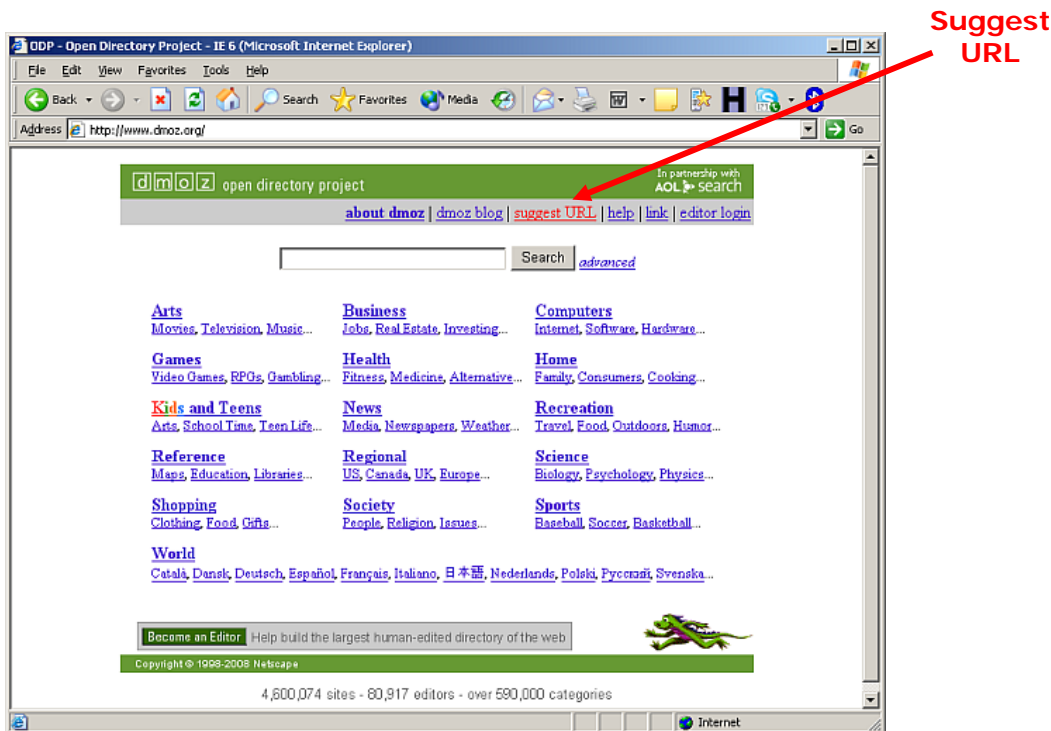 Suggest
URL
ODP - Open Directory Project - IE 6 (Microsoft Internet Explorer)
File Edit View Favorites Tools Help
Back Search Favorites Media
Address http://www.dmoz.org/ Go
dmoz open directory project
In partnership with
AOL search
about dmoz | dmoz blog | suggest URL | help | link | editor login
Search advanced
Arts Business Computers
Movies, Television, Music... Jobs, Real Estate, Investing... Internet, Software, Hardware...
Games Health Home
Video Games, RPGs, Gambling... Fitness, Medicine, Alternative... Family, Consumers, Cooking...
Kids and Teens News Recreation
Arts, School Time, Teen Life... Media, Newspapers, Weather... Travel, Food, Outdoors, Humor...
Reference Regional Science
Maps, Education, Libraries... US, Canada, UK, Europe... Biology, Psychology, Physics...
Shopping Society Sports
Clothing, Food, Gifts... People, Religion, Issues... Baseball, Soccer, Basketball...
World
Català, Dansk, Deutsch, Español, Français, Italiano, 日本語, Nederlands, Polski, Русский, Svenska...
Become an Editor Help build the largest human-edited directory of the web
Copyright © 1998-2008 Netscape
4,600,074 sites - 80,917 editors - over 590,000 categories
Internet